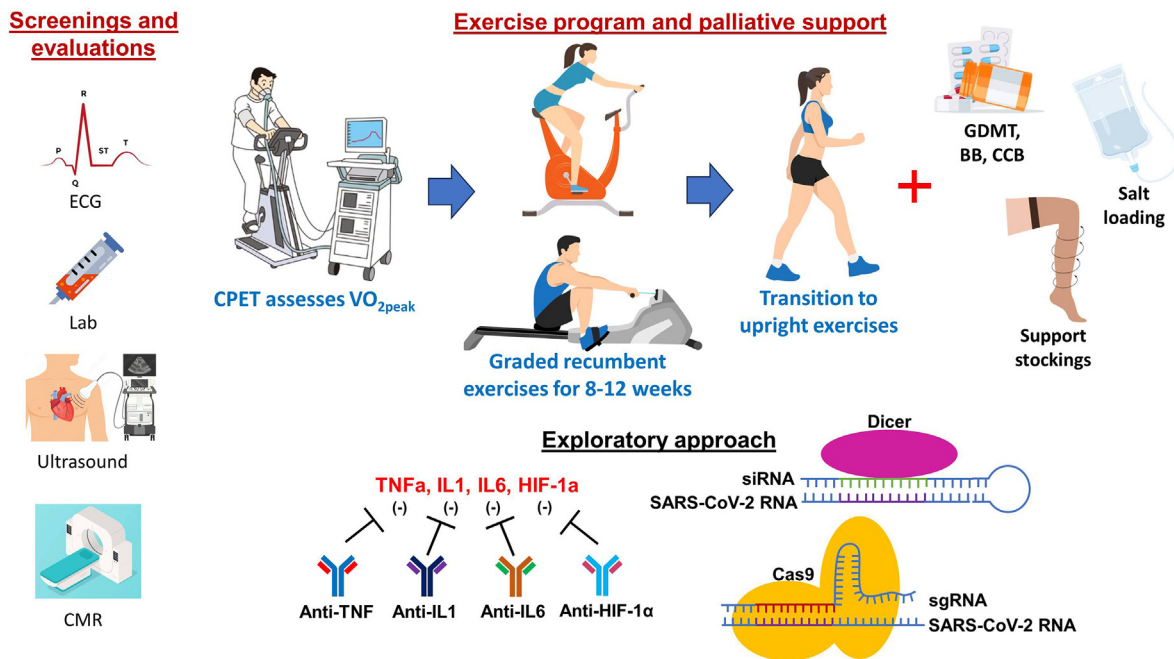 Screenings and
evaluations
R
P
ST
T
Q
ECG
Lab
Ultrasound
CMR
Exercise program and palliative support
CPET assesses VO2peak
Graded recumbent
exercises for 8-12 weeks
Transition to
upright exercises
+
GDMT,
BB, CCB
Salt
loading
Support
stockings
Exploratory approach
TNFa, IL1, IL6, HIF-1a
(-) (-) (-) (-)
Anti-TNF Anti-IL1 Anti-IL6 Anti-HIF-1α
Dicer
siRNA
SARS-CoV-2 RNA
Cas9
sgRNA
SARS-CoV-2 RNA